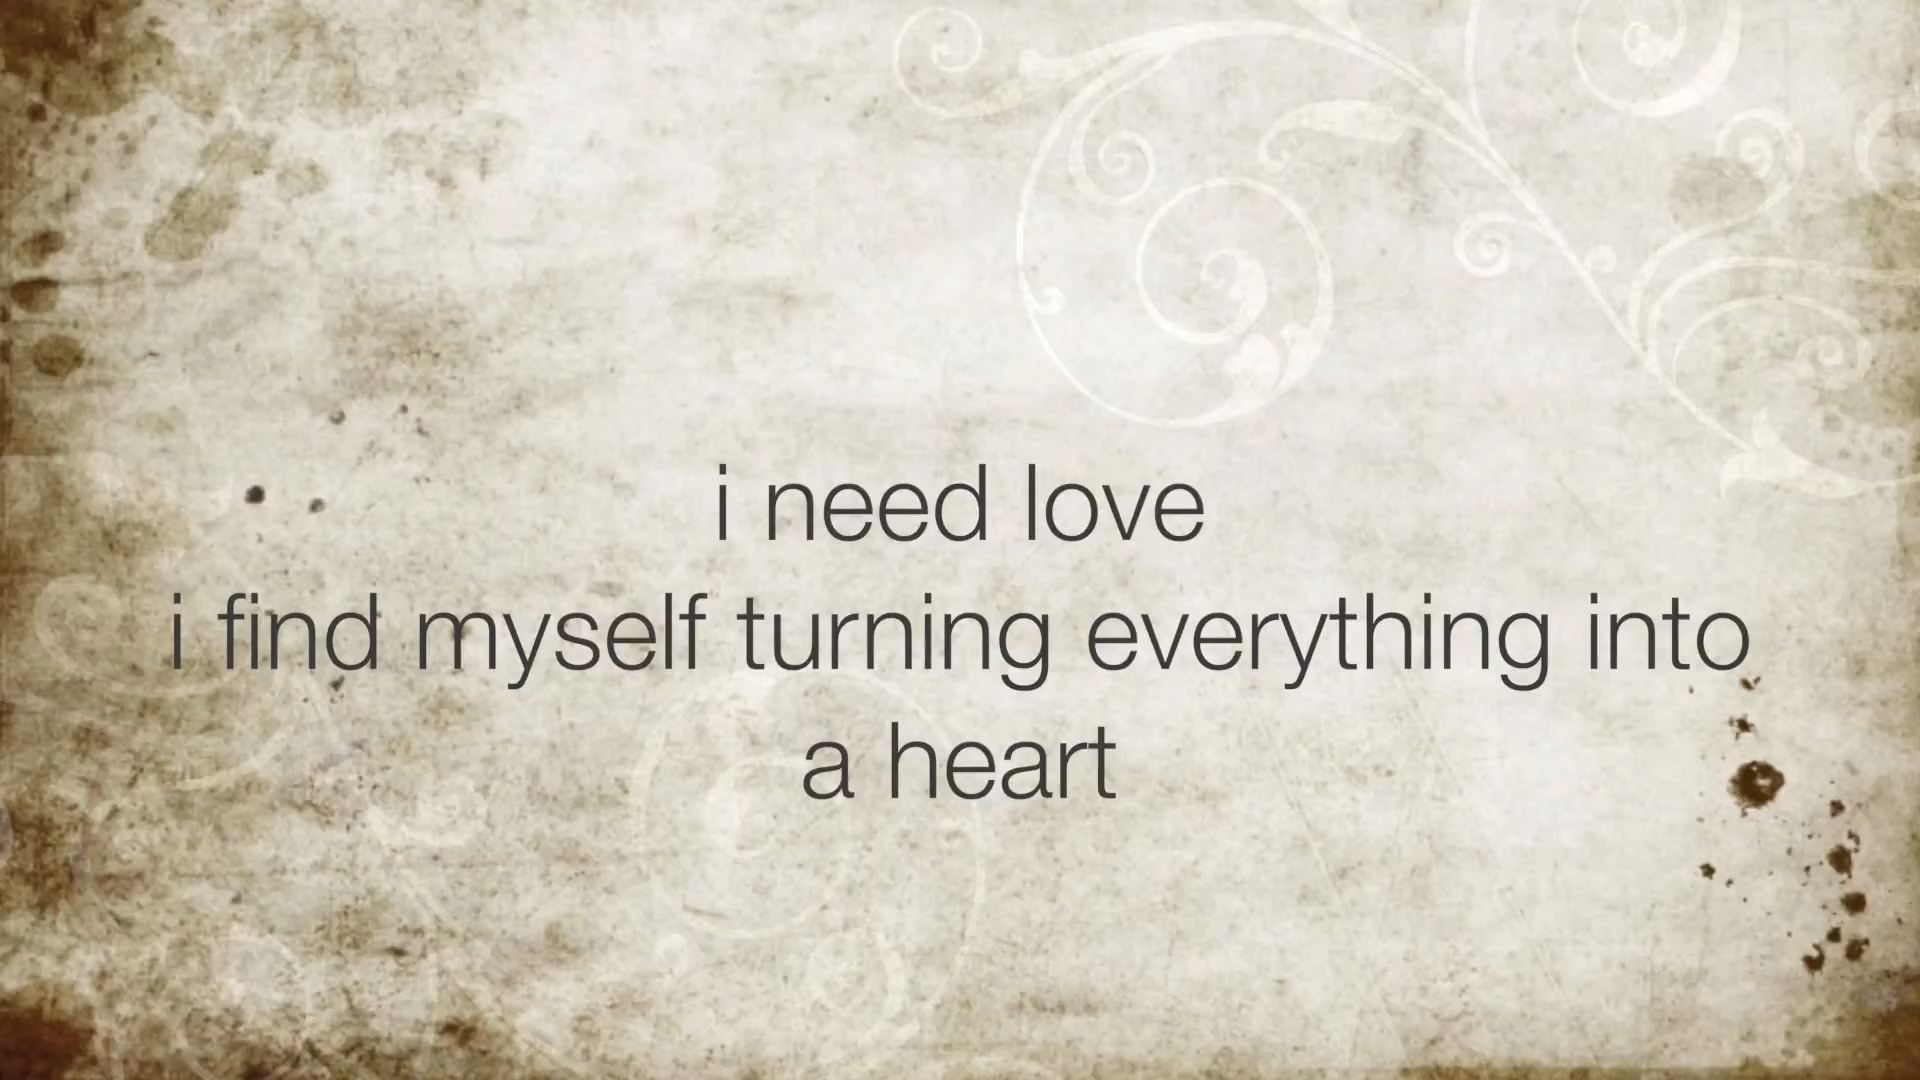 i need love
i find myself turning everything into
a heart